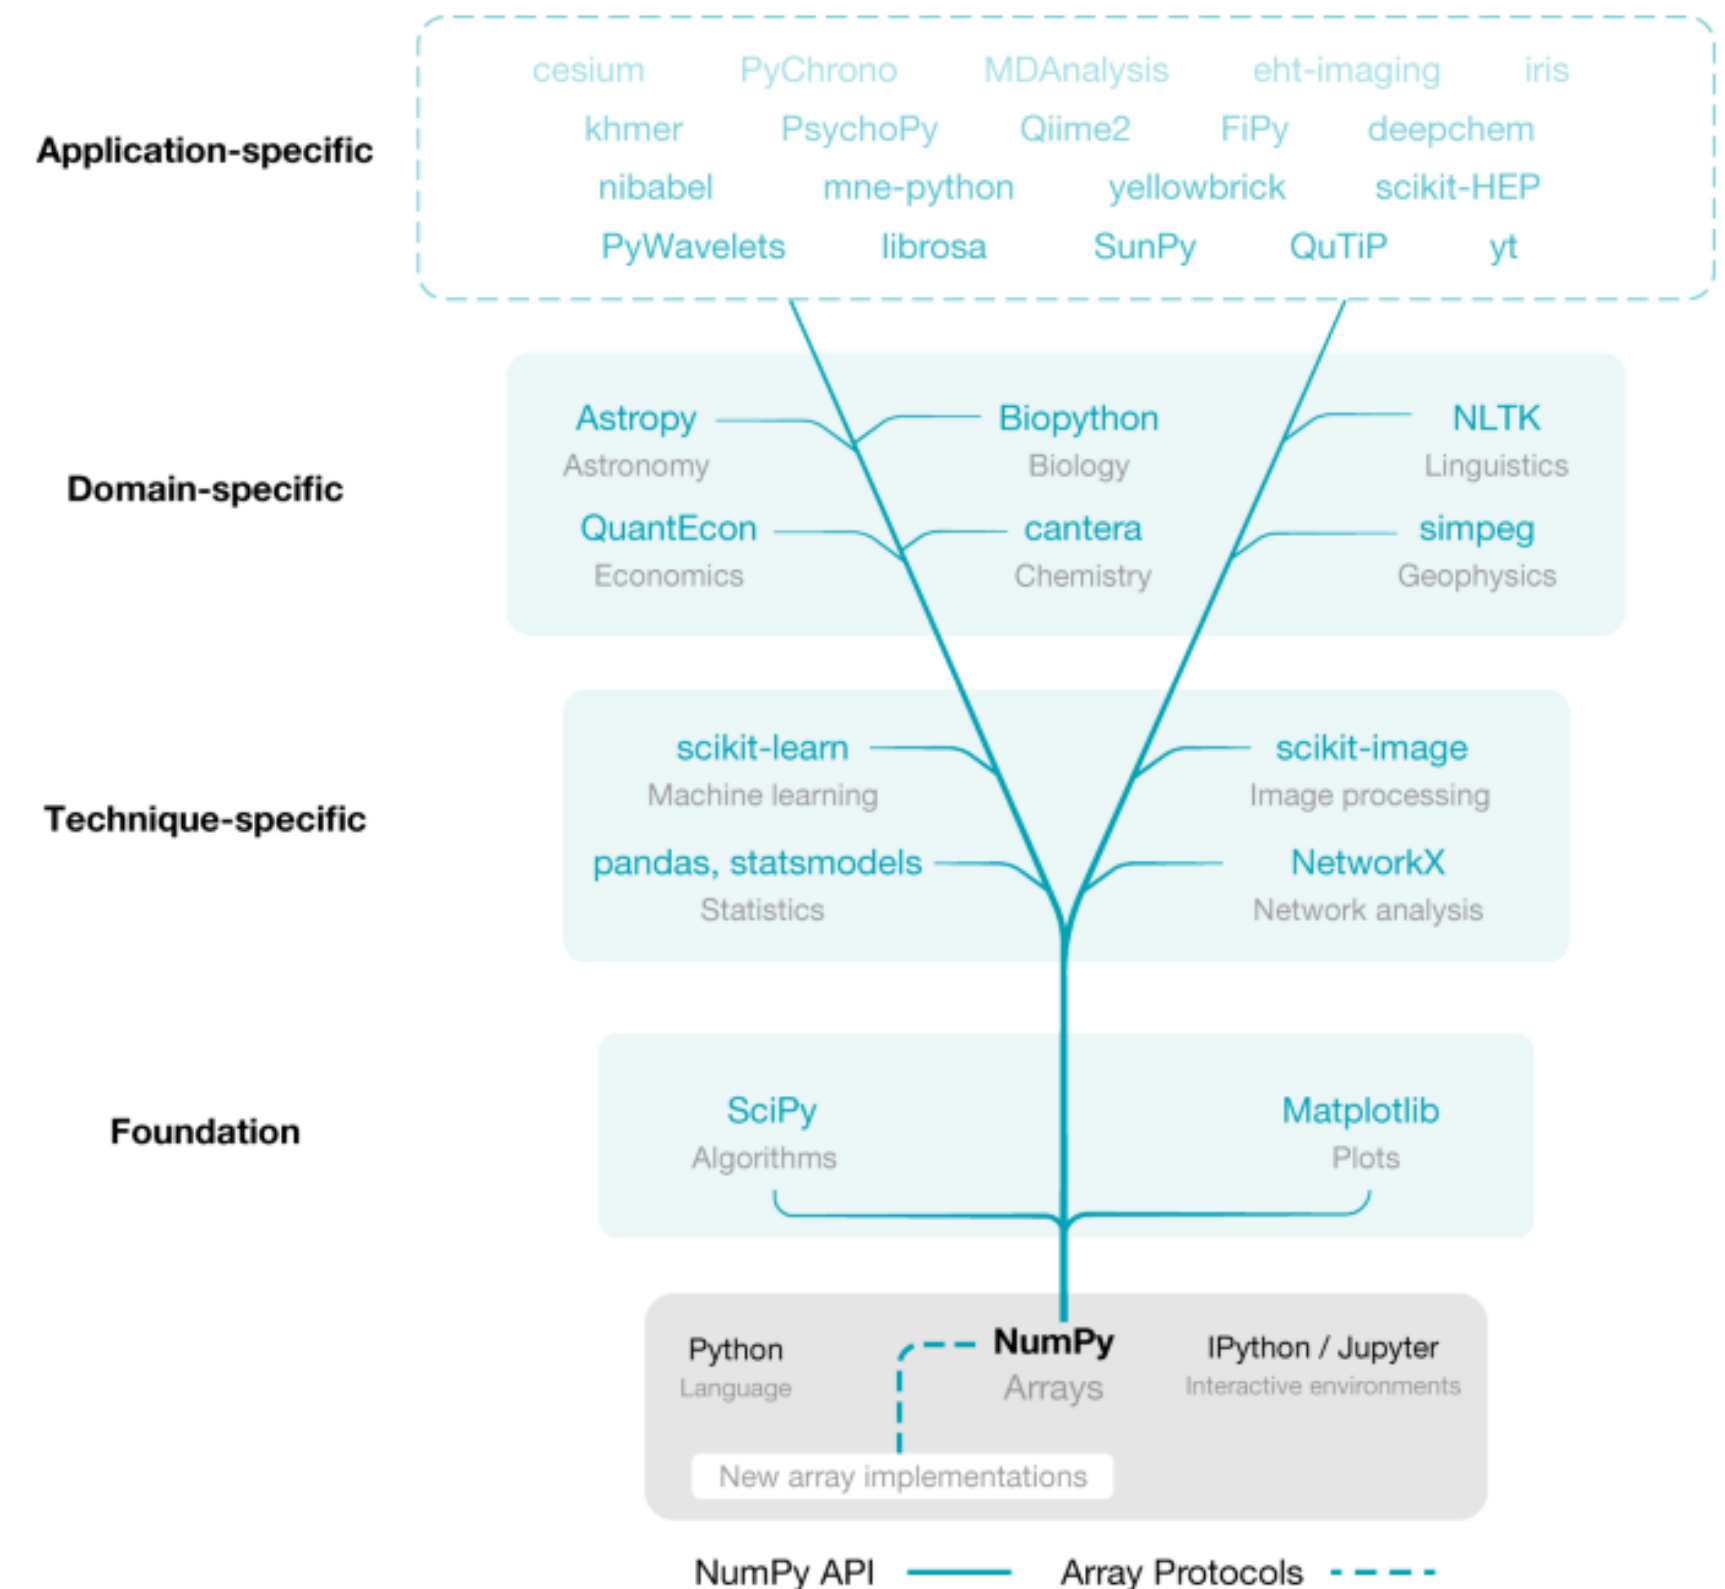 cesium PyChrono MDAnalysis eht-imaging iris
khmer PsychoPy Qiime2 FiPy deepchem
Application-specific
nibabel mne-python yellowbrick scikit-HEP
PyWavelets librosa SunPy QuTiP yt
Astropy Biopython NLTK
Astronomy Biology Linguistics
Domain-specific
QuantEcon cantera simpeg
Economics Chemistry Geophysics
scikit-learn scikit-image
Machine learning Image processing
Technique-specific
pandas, statsmodels NetworkX
Statistics Network analysis
SciPy Matplotlib
Foundation
Algorithms Plots
Python NumPy IPython / Jupyter
Language Arrays Interactive environments
New array implementations
NumPy API Array Protocols